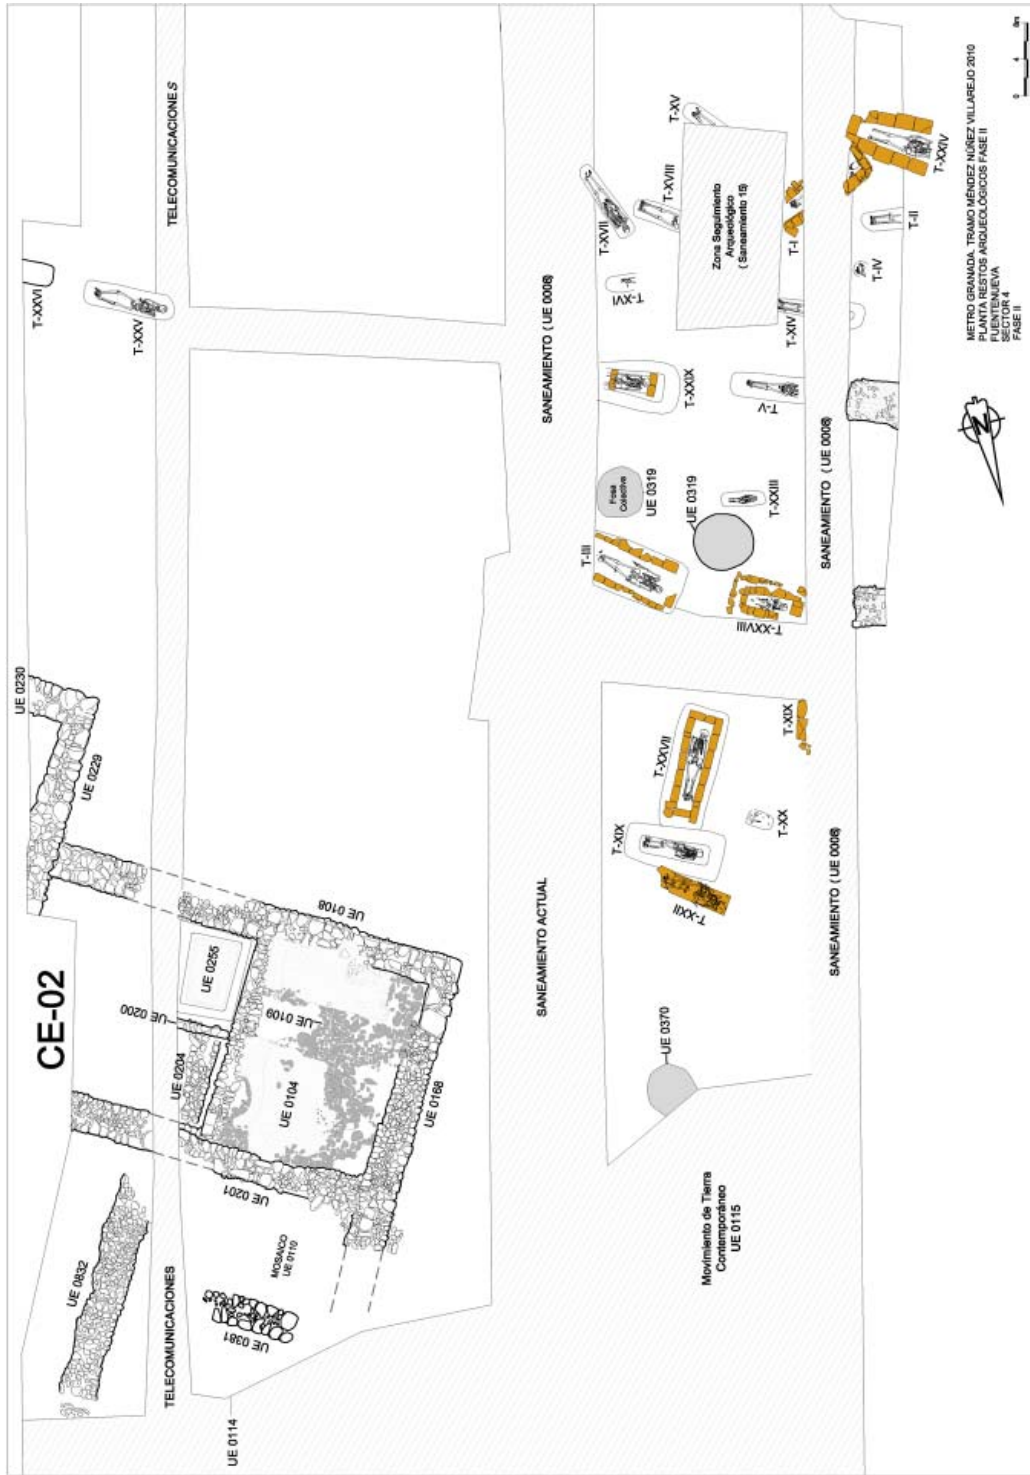 METRO GRANADA. TRAMO MÉNDEZ NÚÑEZ VILLAREJO 2010
PLANTA RESTOS ARQUEOLÓGICOS FASE II
FUENTENUEVA
SECTOR 4
FASE II
0 4 8m
N
TELECOMUNICACIONES
T-XXVI
T-XXV
SANEAMIENTO ( UE 0008)
T-XVII
T-XVIII
T-XV
T-XVI
Zona Seguimiento
Arqueológico
( Saneamiento 15)
T-I
T-XIV
T-XXIV
T-II
T-IV
T-XXIX
T-V
Fosa
Colectiva
UE 0319
UE 0319
T-XXIII
T-III
T-XXVIII
SANEAMIENTO ( UE 0008)
UE 0230
UE 0229
T-XXVII
T-XIX
T-XIX
T-XX
T-XXII
SANEAMIENTO ACTUAL
SANEAMIENTO (UE 0008)
CE-02
UE 0108
UE 0255
UE 0200
UE 0109
UE 0204
UE 0104
UE 0168
UE 0201
UE 0370
UE 0832
MOSAICO
UE 0110
UE 0381
TELECOMUNICACIONES
UE 0114
Movimiento de Tierra
Contemporáneo
UE 0115